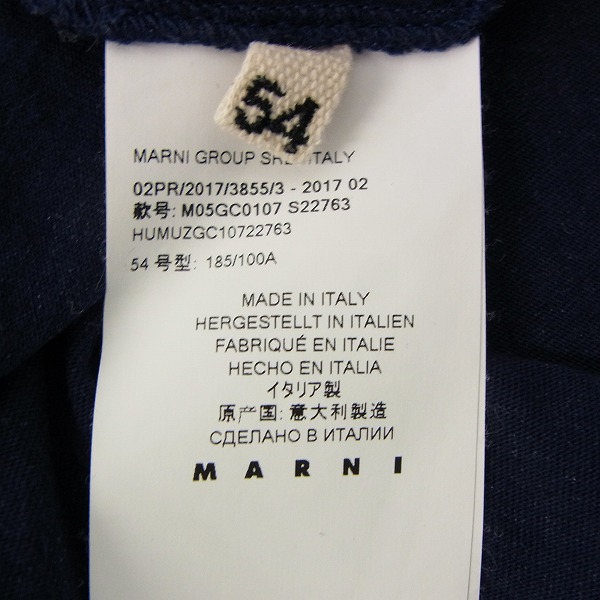 54
MARNI GROUP SRL ITALY
02PR/2017/3855/3 - 2017 02
款号: M05GC0107 S22763
HUMUZGC10722763
54 号型: 185/100A
MADE IN ITALY
HERGESTELLT IN ITALIEN
FABRIQUÉ EN ITALIE
HECHO EN ITALIA
イタリア製
原产国: 意大利製造
СДЕЛАНО В ИТАЛИИ
MARNI